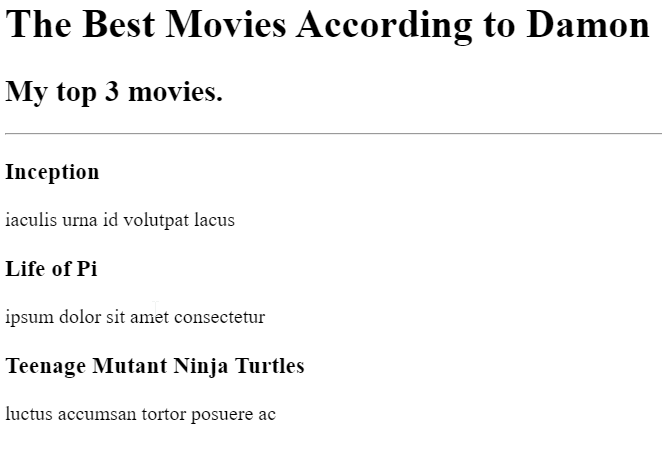 The Best Movies According to Damon
My top 3 movies.
Inception
iaculis urna id volutpat lacus
Life of Pi
ipsum dolor sit amet consectetur
Teenage Mutant Ninja Turtles
luctus accumsan tortor posuere ac